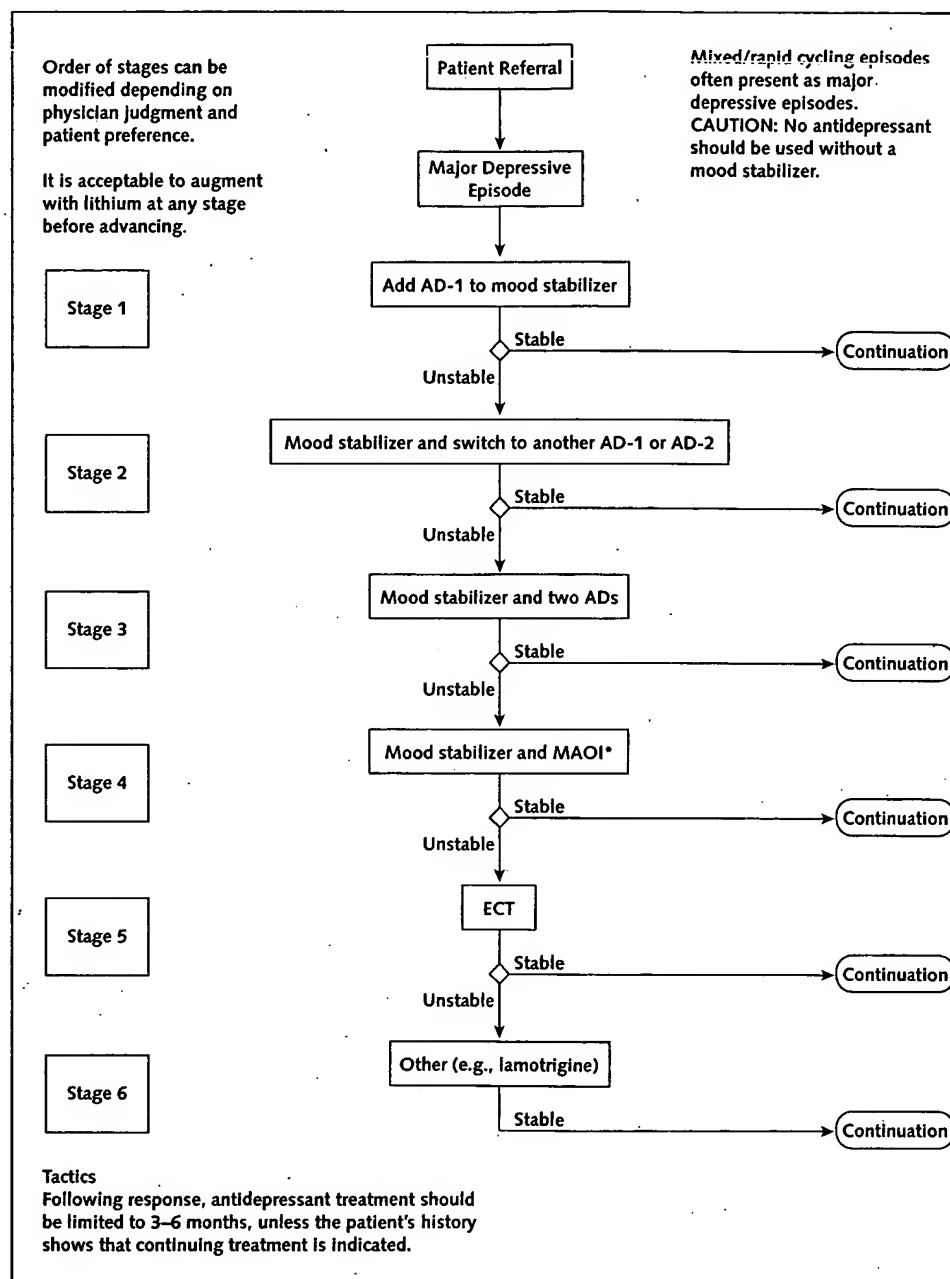 Order of stages can be
modified depending on
physician judgment and
patient preference.
It is acceptable to augment
with lithium at any stage
before advancing.
Patient Referral
Mixed/rapid cycling episodes
often present as major
depressive episodes.
CAUTION: No antidepressant
should be used without a
mood stabilizer.
Major Depressive
Episode
Stage 1
Add AD-1 to mood stabilizer
Stable
Continuation
Unstable
Stage 2
Mood stabilizer and switch to another AD-1 or AD-2
Stable
Continuation
Unstable
Stage 3
Mood stabilizer and two ADs
Stable
Continuation
Unstable
Stage 4
Mood stabilizer and MAOI*
Stable
Continuation
Unstable
Stage 5
ECT
Stable
Continuation
Unstable
Stage 6
Other (e.g., lamotrigine)
Stable
Continuation
Tactics
Following response, antidepressant treatment should
be limited to 3–6 months, unless the patient's history
shows that continuing treatment is indicated.